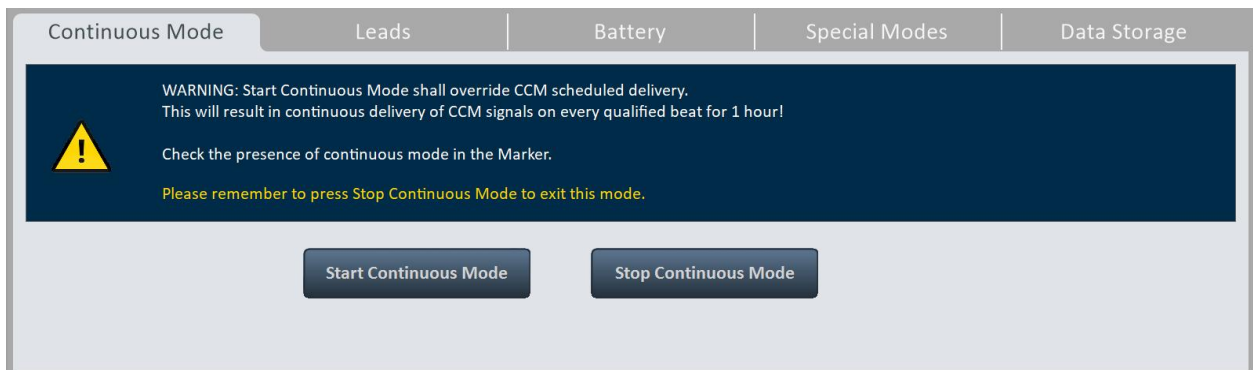 Continuous Mode
Leads
Battery
Special Modes
Data Storage
WARNING: Start Continuous Mode shall override CCM scheduled delivery.
This will result in continuous delivery of CCM signals on every qualified beat for 1 hour!
Check the presence of continuous mode in the Marker.
Please remember to press Stop Continuous Mode to exit this mode.
Start Continuous Mode
Stop Continuous Mode